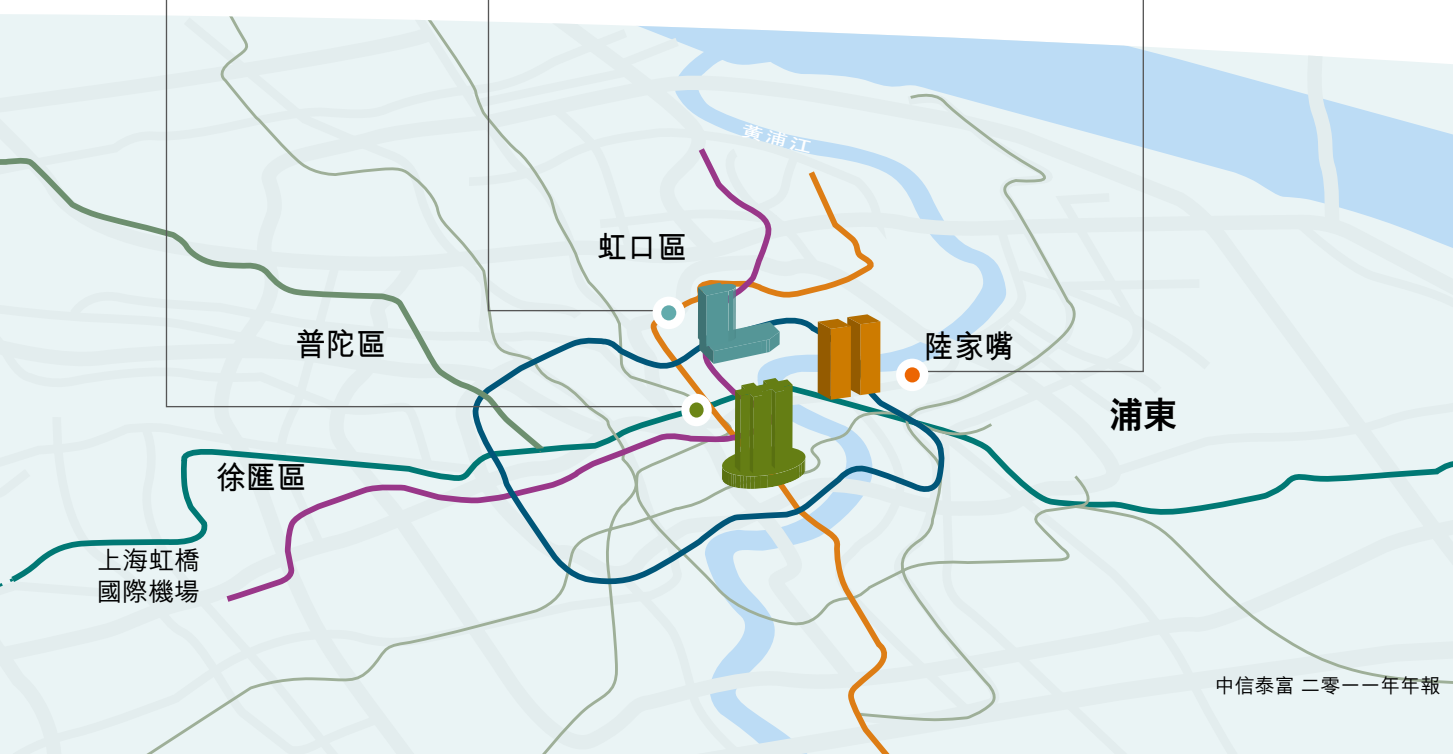 黃浦江
虹口區
普陀區
陸家嘴
浦東
徐匯區
上海虹橋
國際機場
中信泰富 二零一一年年報